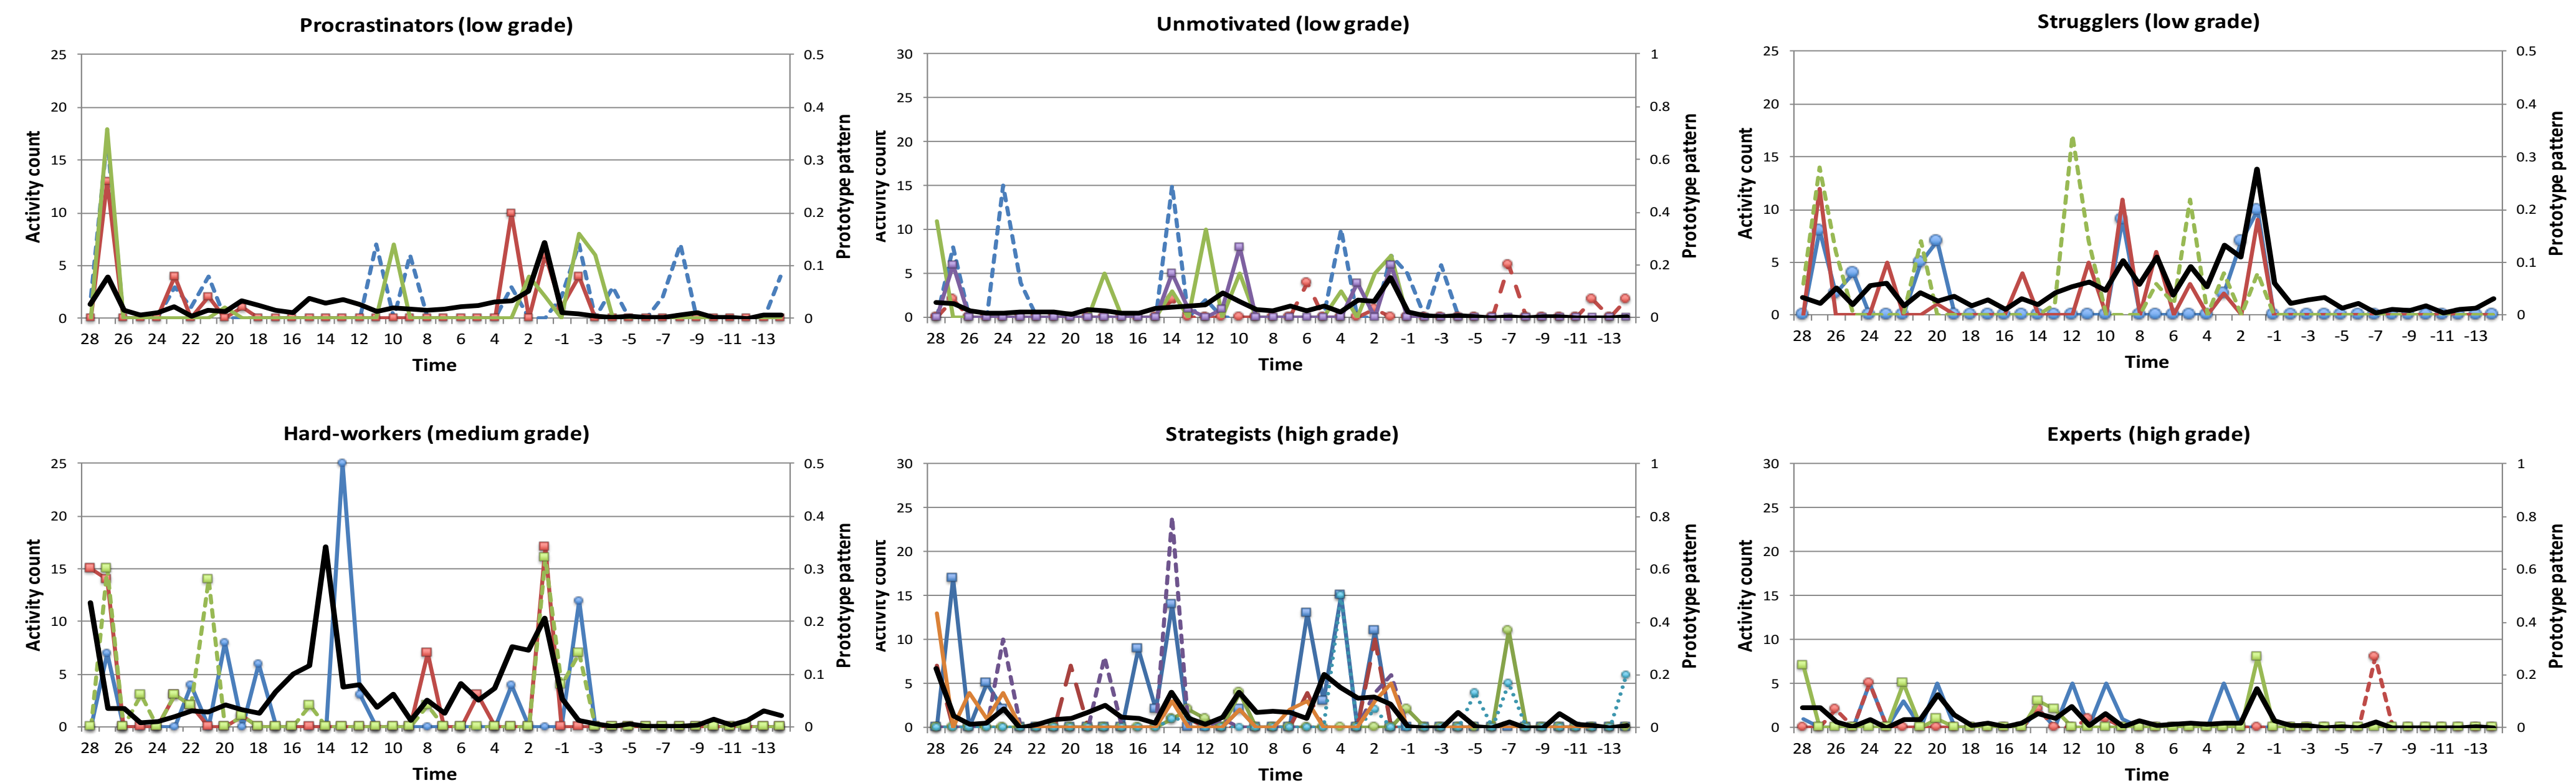 Procrastinators (low grade)
25
20
15
10
5
0
0.5
0.4
0.3
0.2
0.1
0
Activity count
Prototype pattern
28 26 24 22 20 18 16 14 12 10 8 6 4 2 -1 -3 -5 -7 -9 -11 -13
Time
Unmotivated (low grade)
30
25
20
15
10
5
0
1
0.8
0.6
0.4
0.2
0
Activity count
Prototype pattern
28 26 24 22 20 18 16 14 12 10 8 6 4 2 -1 -3 -5 -7 -9 -11 -13
Time
Strugglers (low grade)
25
20
15
10
5
0
0.5
0.4
0.3
0.2
0.1
0
Activity count
Prototype pattern
28 26 24 22 20 18 16 14 12 10 8 6 4 2 -1 -3 -5 -7 -9 -11 -13
Time
Hard-workers (medium grade)
25
20
15
10
5
0
0.5
0.4
0.3
0.2
0.1
0
Activity count
Prototype pattern
28 26 24 22 20 18 16 14 12 10 8 6 4 2 -1 -3 -5 -7 -9 -11 -13
Time
Strategists (high grade)
30
25
20
15
10
5
0
1
0.8
0.6
0.4
0.2
0
Activity count
Prototype pattern
28 26 24 22 20 18 16 14 12 10 8 6 4 2 -1 -3 -5 -7 -9 -11 -13
Time
Experts (high grade)
30
25
20
15
10
5
0
1
0.8
0.6
0.4
0.2
0
Activity count
Prototype pattern
28 26 24 22 20 18 16 14 12 10 8 6 4 2 -1 -3 -5 -7 -9 -11 -13
Time